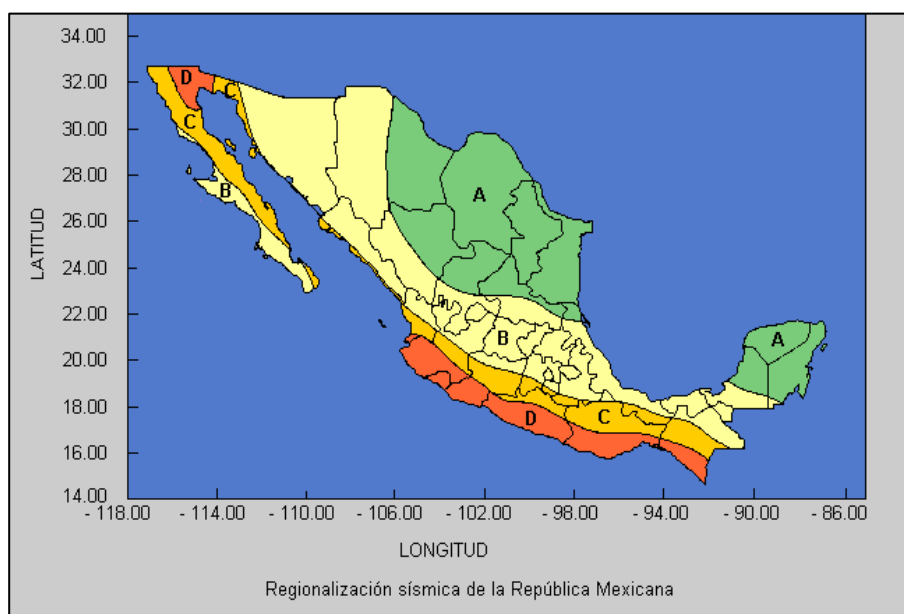 34.00
32.00
30.00
28.00
26.00
24.00
22.00
20.00
18.00
16.00
14.00
LATITUD
D
C
C
B
A
A
B
C
D
- 118.00 - 114.00 - 110.00 - 106.00 - 102.00 - 98.00 - 94.00 - 90.00 - 86.00
LONGITUD
Regionalización sísmica de la República Mexicana